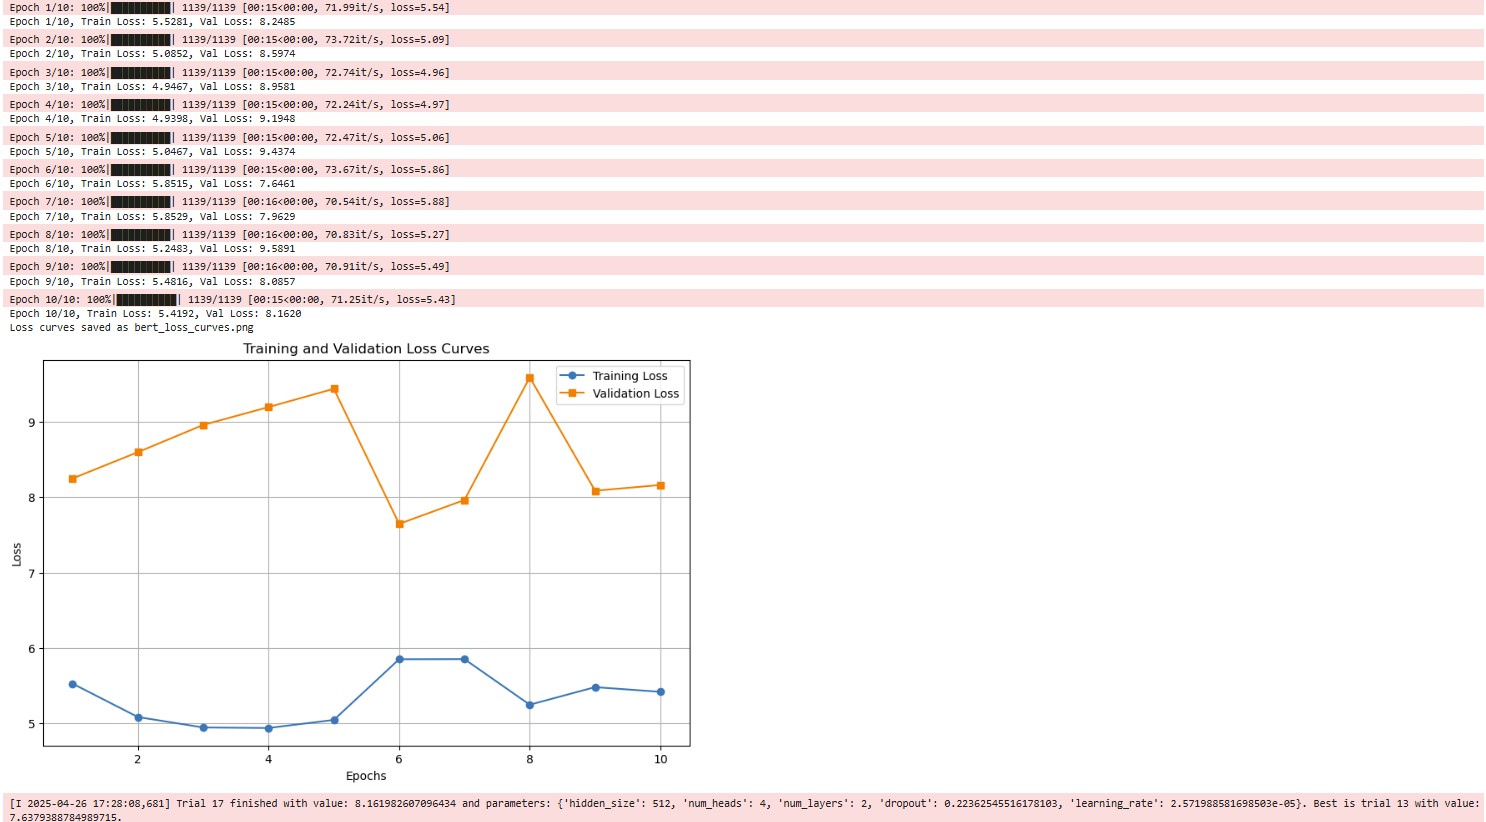 Epoch 1/10: 100%|██████████| 1139/1139 [00:15<00:00, 71.99it/s, loss=5.54]
Epoch 1/10, Train Loss: 5.5281, Val Loss: 8.2485
Epoch 2/10: 100%|██████████| 1139/1139 [00:15<00:00, 73.72it/s, loss=5.09]
Epoch 2/10, Train Loss: 5.0852, Val Loss: 8.5974
Epoch 3/10: 100%|██████████| 1139/1139 [00:15<00:00, 72.74it/s, loss=4.96]
Epoch 3/10, Train Loss: 4.9467, Val Loss: 8.9581
Epoch 4/10: 100%|██████████| 1139/1139 [00:15<00:00, 72.24it/s, loss=4.97]
Epoch 4/10, Train Loss: 4.9398, Val Loss: 9.1948
Epoch 5/10: 100%|██████████| 1139/1139 [00:15<00:00, 72.47it/s, loss=5.06]
Epoch 5/10, Train Loss: 5.0467, Val Loss: 9.4374
Epoch 6/10: 100%|██████████| 1139/1139 [00:15<00:00, 73.67it/s, loss=5.86]
Epoch 6/10, Train Loss: 5.8515, Val Loss: 7.6461
Epoch 7/10: 100%|██████████| 1139/1139 [00:16<00:00, 70.54it/s, loss=5.88]
Epoch 7/10, Train Loss: 5.8529, Val Loss: 7.9629
Epoch 8/10: 100%|██████████| 1139/1139 [00:16<00:00, 70.83it/s, loss=5.27]
Epoch 8/10, Train Loss: 5.2483, Val Loss: 9.5891
Epoch 9/10: 100%|██████████| 1139/1139 [00:16<00:00, 70.91it/s, loss=5.49]
Epoch 9/10, Train Loss: 5.4816, Val Loss: 8.0857
Epoch 10/10: 100%|██████████| 1139/1139 [00:15<00:00, 71.25it/s, loss=5.43]
Epoch 10/10, Train Loss: 5.4192, Val Loss: 8.1620
Loss curves saved as bert_loss_curves.png
Training and Validation Loss Curves
Training Loss
Validation Loss
9
8
7
6
5
Loss
2 4 6 8 10
Epochs
[I 2025-04-26 17:28:08,681] Trial 17 finished with value: 8.161982607096434 and parameters: {'hidden_size': 512, 'num_heads': 4, 'num_layers': 2, 'dropout': 0.22362545516178103, 'learning_rate': 2.571988581698503e-05}. Best is trial 13 with value:
7.6379388784989715.